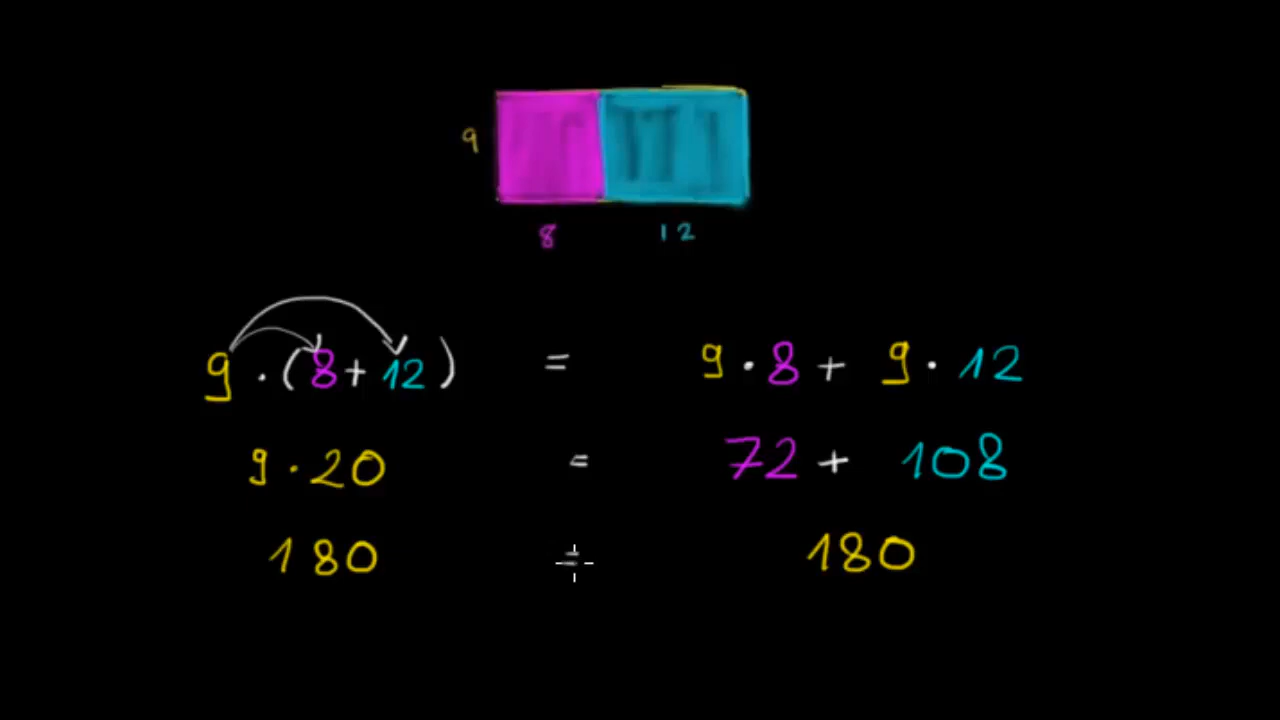 9
8 12
9 · (8 + 12) = 9 · 8 + 9 · 12
9 · 20 = 72 + 108
180 = 180